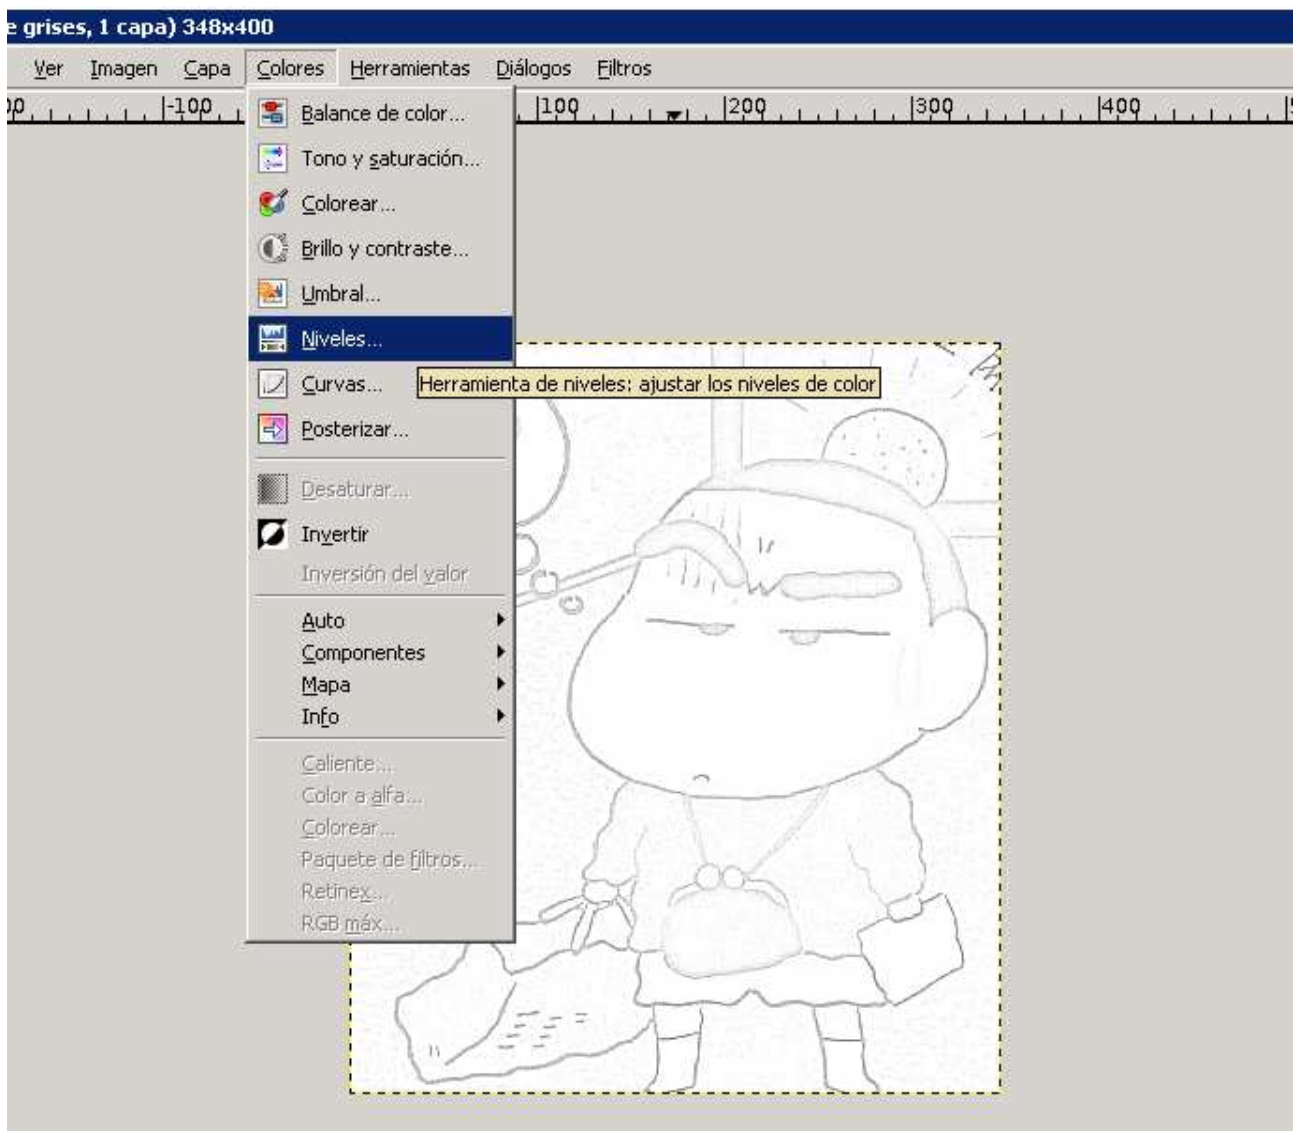 e grises, 1 capa) 348x400
Ver Imagen Capa Colores Herramientas Diálogos Filtros
-100 100 200 300 400
Balance de color...
Tono y saturación...
Colorear...
Brillo y contraste...
Umbral...
Niveles...
Herramienta de niveles: ajustar los niveles de color
Curvas...
Posterizar...
Desaturar...
Invertir
Inversión del valor
Auto
Componentes
Mapa
Info
Caliente...
Color a alfa...
Colorear...
Paquete de filtros...
Retinex...
RGB máx...